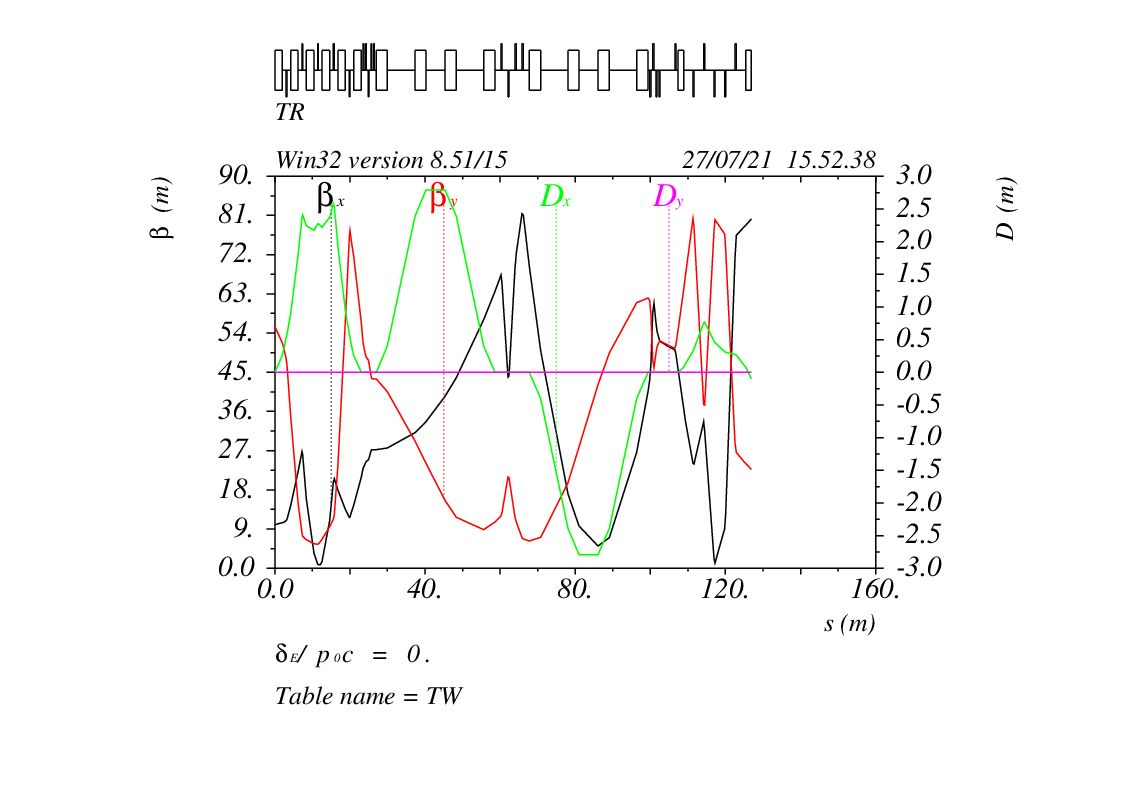 TR
Win32 version 8.51/15 27/07/21 15.52.38
β (m)
D (m)
βx βy Dx Dy
90.
81.
72.
63.
54.
45.
36.
27.
18.
9.
0.0
3.0
2.5
2.0
1.5
1.0
0.5
0.0
-0.5
-1.0
-1.5
-2.0
-2.5
-3.0
0.0 40. 80. 120. 160.
s (m)
δE/ p0c = 0.
Table name = TW